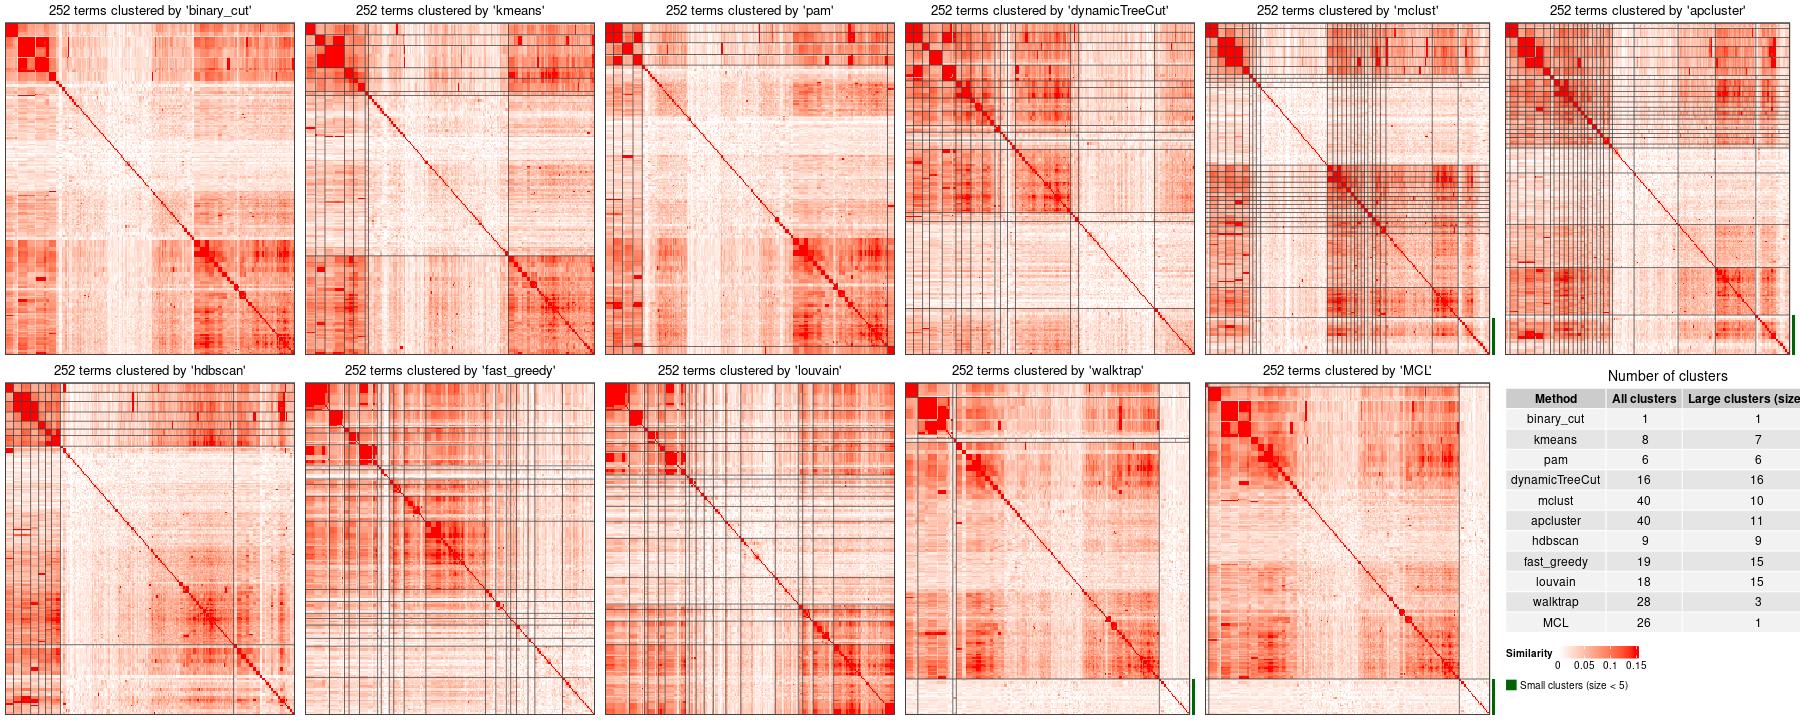 252 terms clustered by 'binary_cut'
252 terms clustered by 'kmeans'
252 terms clustered by 'pam'
252 terms clustered by 'dynamicTreeCut'
252 terms clustered by 'mclust'
252 terms clustered by 'apcluster'
252 terms clustered by 'hdbscan'
252 terms clustered by 'fast_greedy'
252 terms clustered by 'louvain'
252 terms clustered by 'walktrap'
252 terms clustered by 'MCL'
Number of clusters
Method All clusters Large clusters (size
binary_cut 1 1
kmeans 8 7
pam 6 6
dynamicTreeCut 16 16
mclust 40 10
apcluster 40 11
hdbscan 9 9
fast_greedy 19 15
louvain 18 15
walktrap 28 3
MCL 26 1
Similarity
0 0.05 0.1 0.15
Small clusters (size < 5)